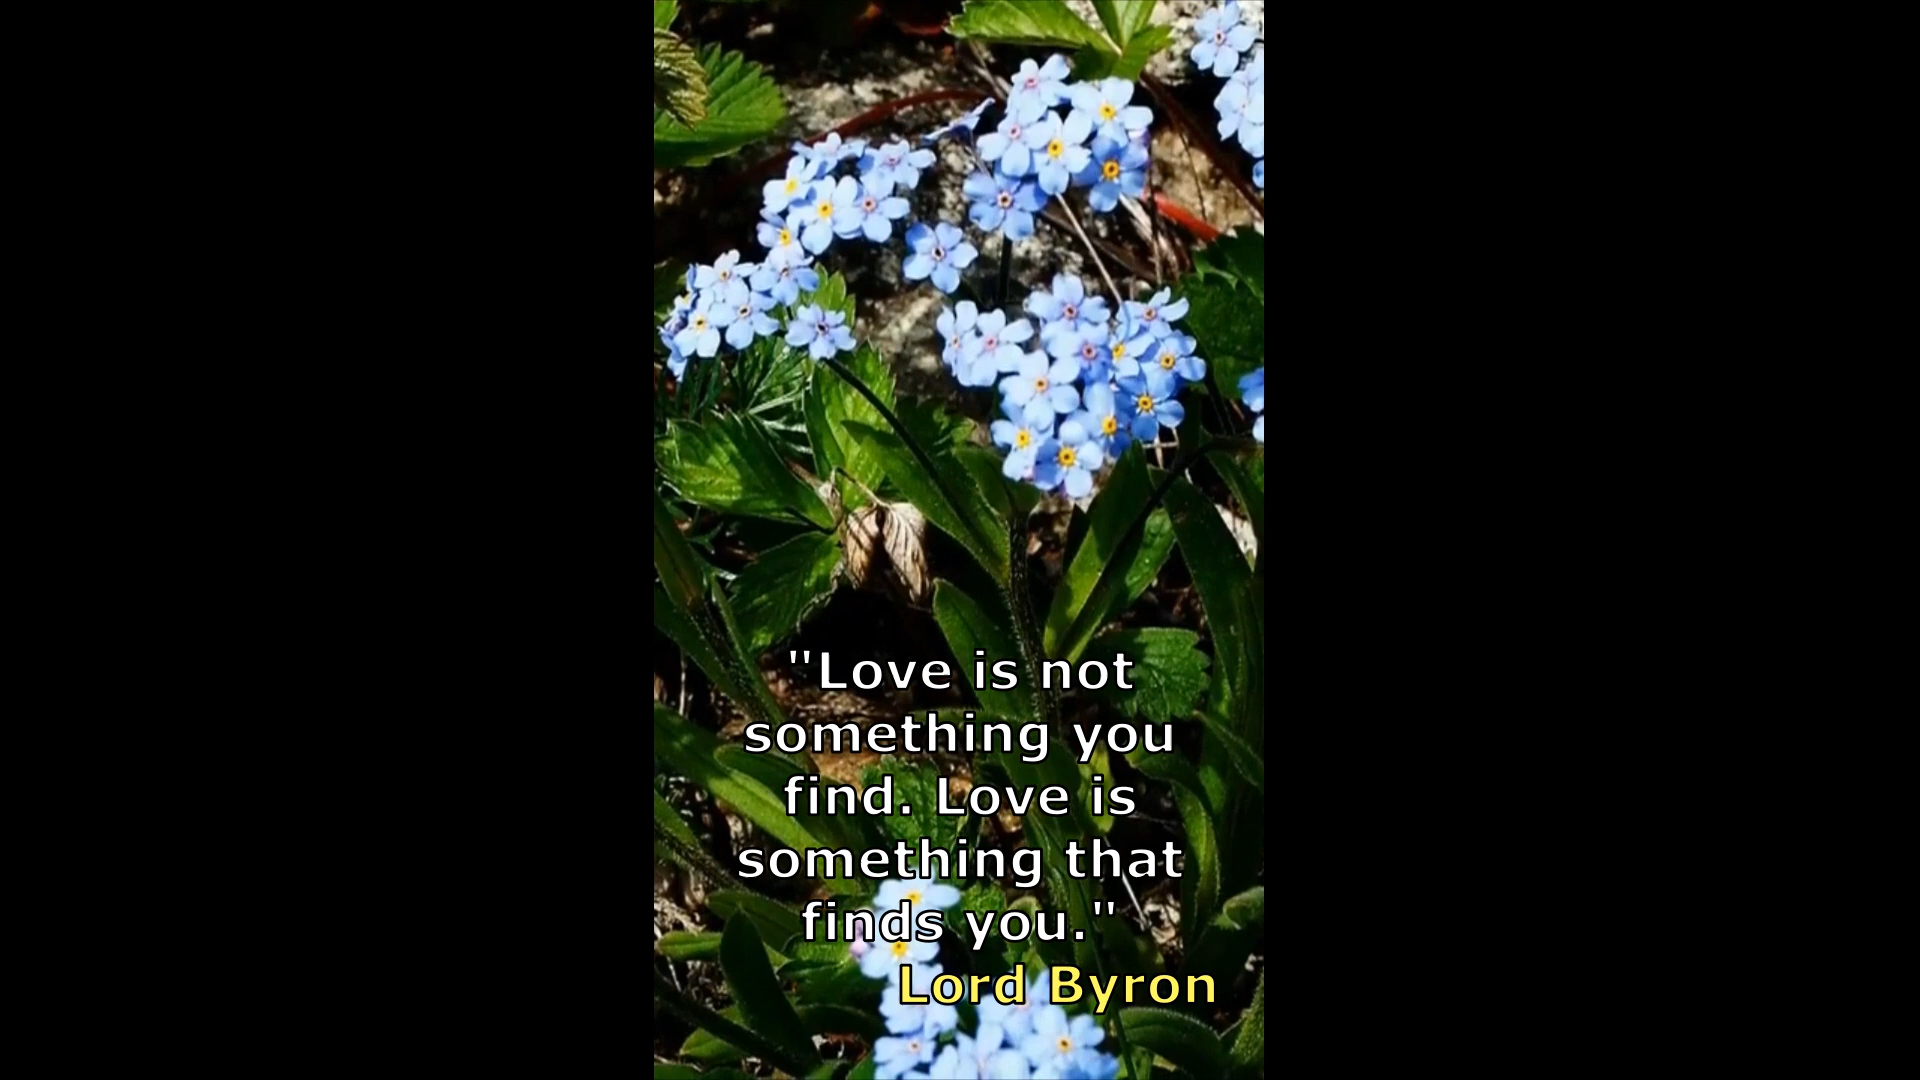 "Love is not
something you
find. Love is
something that
finds you."
Lord Byron